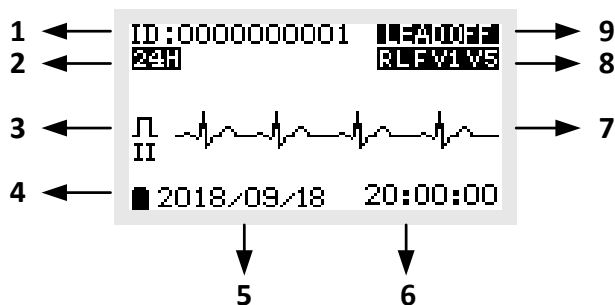 1 ID:0000000001 LEADOFF 9
2 24H RLFV1V5 8
3 II 7
4 2018/09/18 20:00:00
5 6